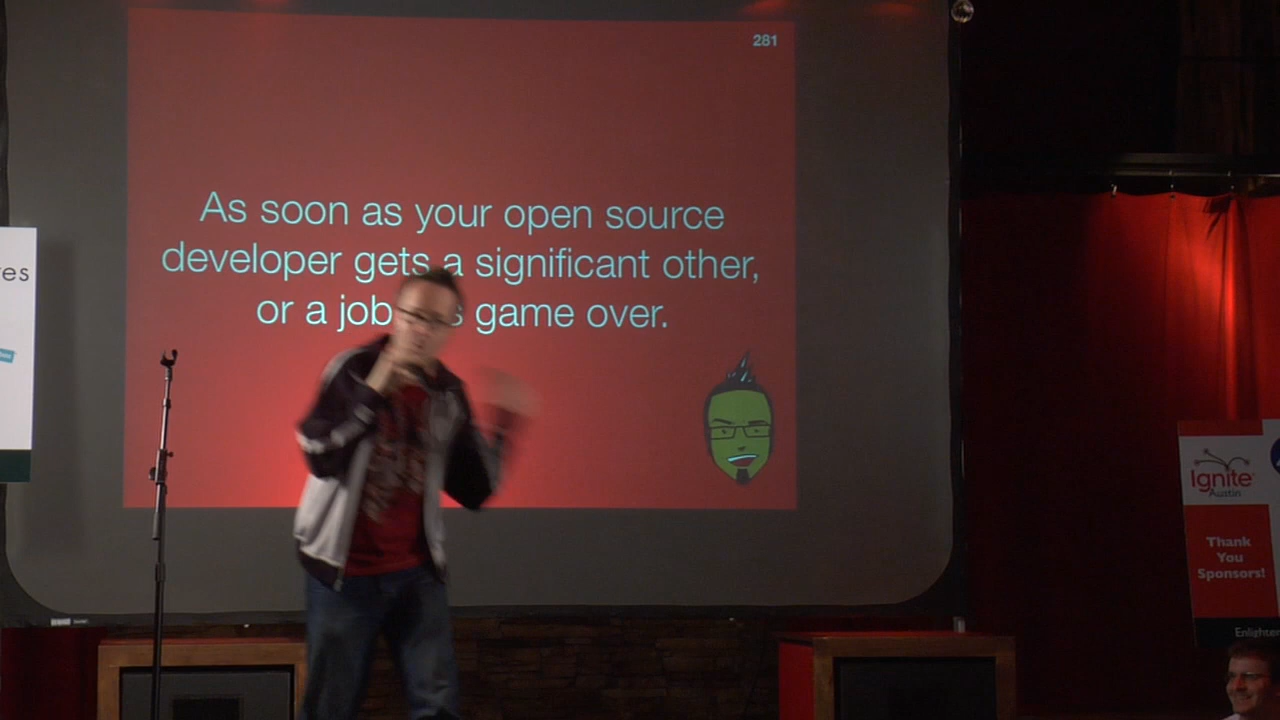 281
As soon as your open source
developer gets a significant other,
or a job game over.
res
Ignite
Austin
Thank
You
Sponsors!